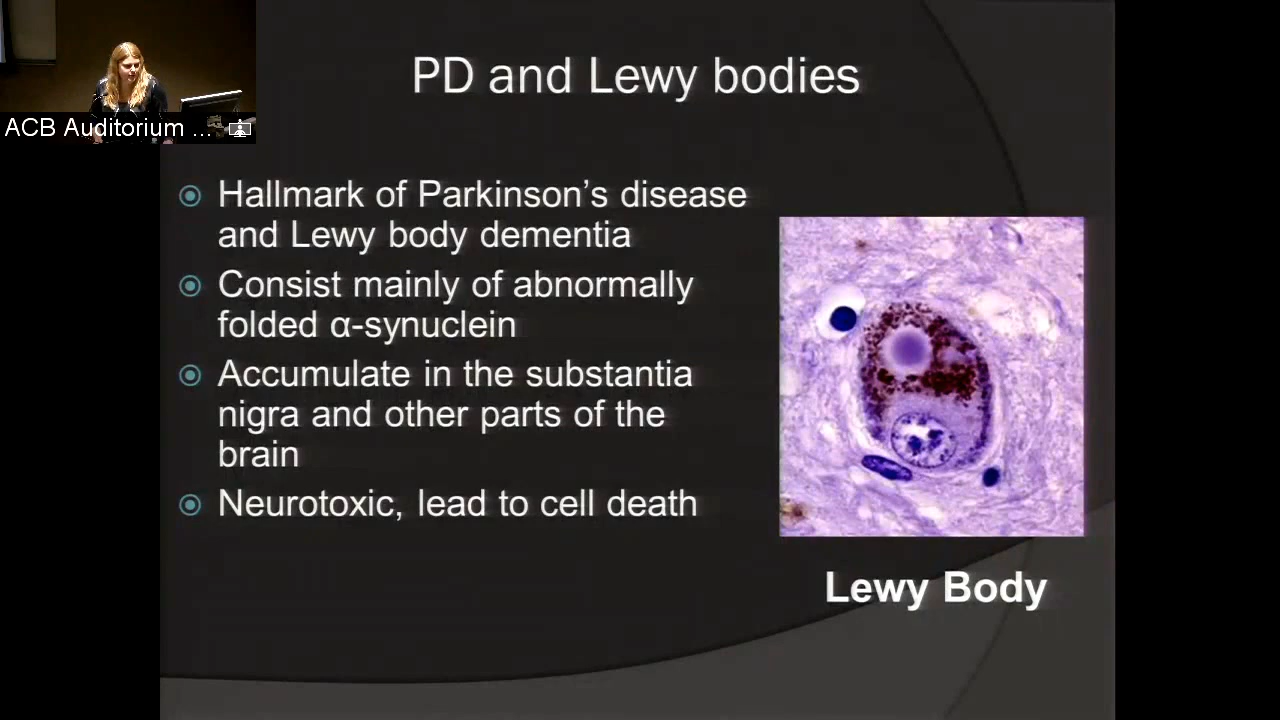 PD and Lewy bodies
ACB Auditorium ...
Hallmark of Parkinson's disease
and Lewy body dementia
Consist mainly of abnormally
folded α-synuclein
Accumulate in the substantia
nigra and other parts of the
brain
Neurotoxic, lead to cell death
Lewy Body